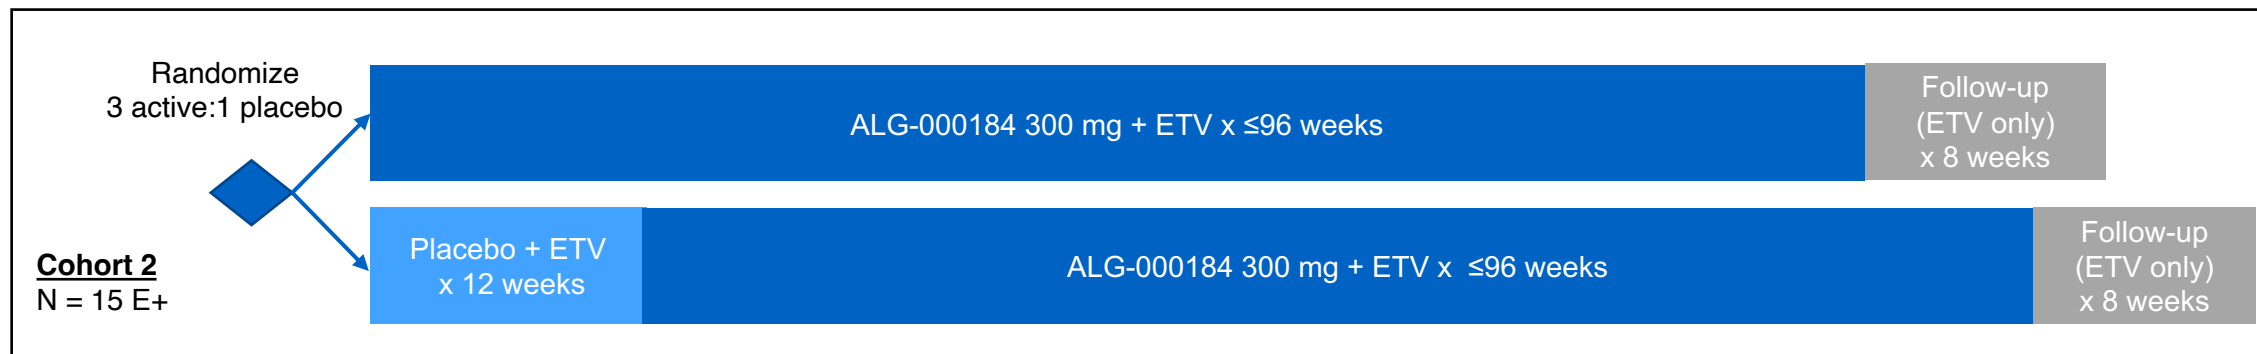 Randomize
3 active:1 placebo
ALG-000184 300 mg + ETV x ≤96 weeks
Follow-up
(ETV only)
x 8 weeks
Cohort 2
N = 15 E+
Placebo + ETV
x 12 weeks
ALG-000184 300 mg + ETV x ≤96 weeks
Follow-up
(ETV only)
x 8 weeks